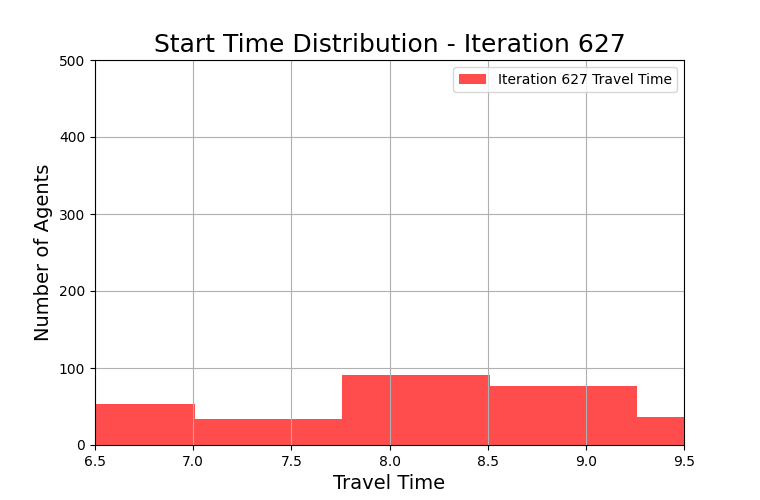 Start Time Distribution - Iteration 627
Iteration 627 Travel Time
Number of Agents
500
400
300
200
100
0
6.5 7.0 7.5 8.0 8.5 9.0 9.5
Travel Time